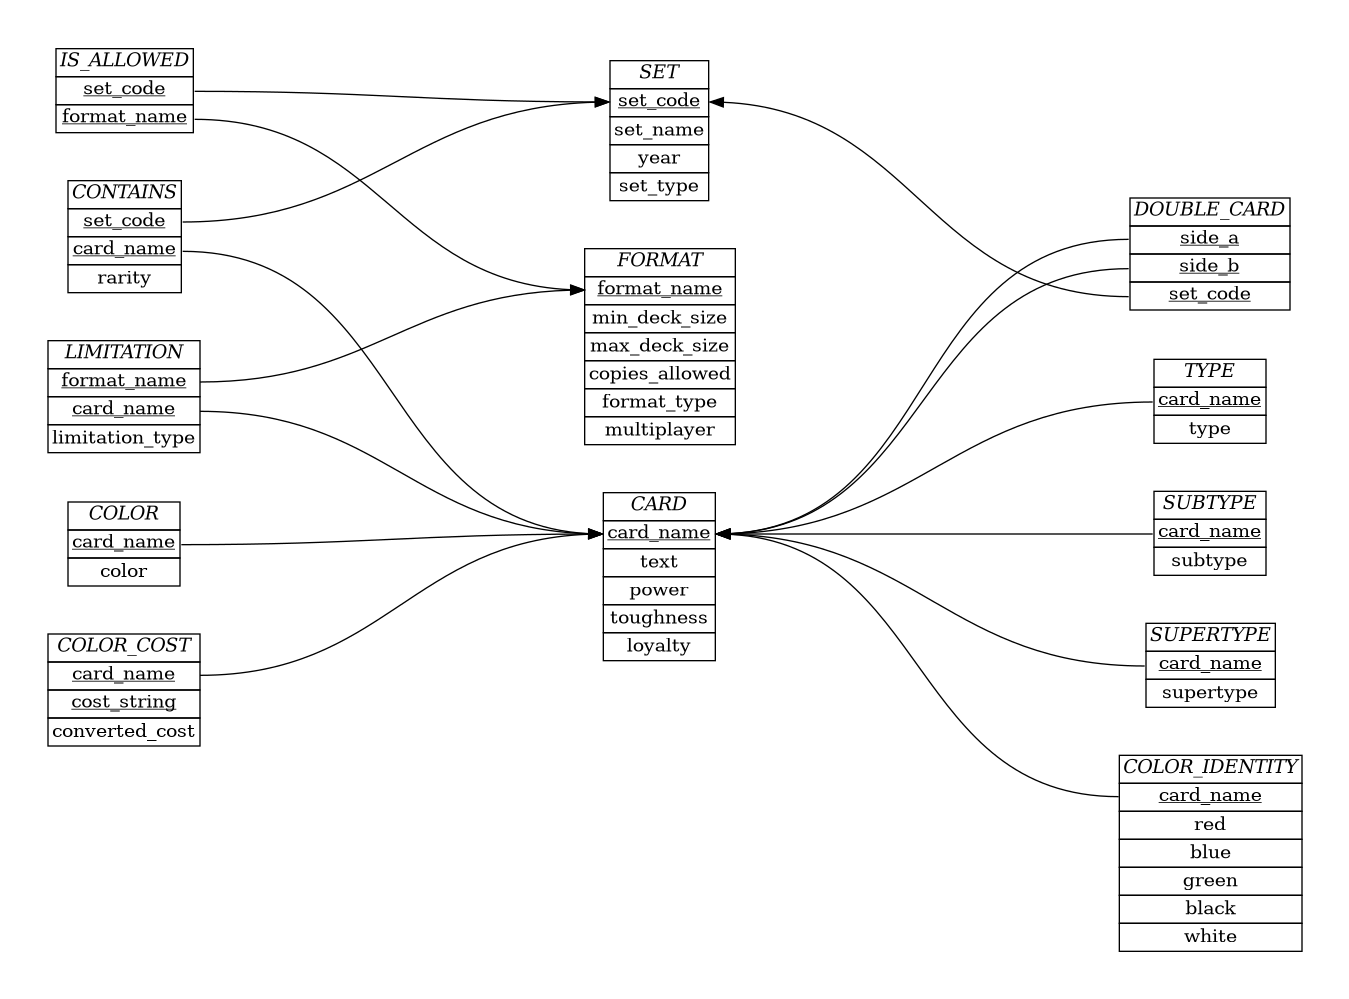 IS_ALLOWED
set_code
format_name
CONTAINS
set_code
card_name
rarity
LIMITATION
format_name
card_name
limitation_type
COLOR
card_name
color
COLOR_COST
card_name
cost_string
converted_cost
SET
set_code
set_name
year
set_type
FORMAT
format_name
min_deck_size
max_deck_size
copies_allowed
format_type
multiplayer
CARD
card_name
text
power
toughness
loyalty
DOUBLE_CARD
side_a
side_b
set_code
TYPE
card_name
type
SUBTYPE
card_name
subtype
SUPERTYPE
card_name
supertype
COLOR_IDENTITY
card_name
red
blue
green
black
white